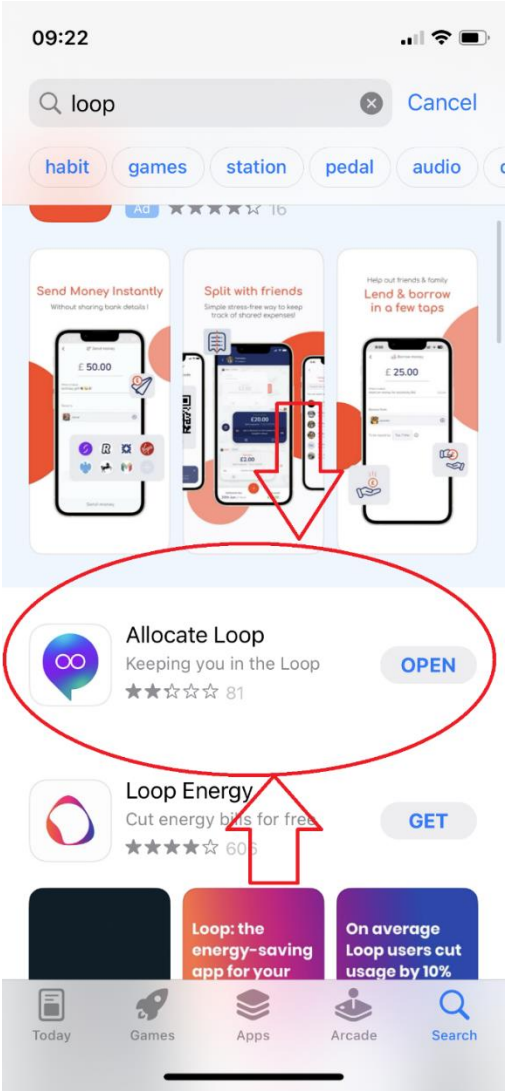 09:22
loop
Cancel
habit
games
station
pedal
audio
Ad
16
Send Money Instantly
Without sharing bank details !
£ 50.00
Split with friends
Simple stress-free way to keep
track of shared expenses!
£20.00
£2.00
Help out friends & family
Lend & borrow
in a few taps
£ 25.00
Allocate Loop
Keeping you in the Loop
81
OPEN
Loop Energy
Cut energy bills for free
606
GET
Loop: the
energy-saving
app for your
On average
Loop users cut
usage by 10%
Today
Games
Apps
Arcade
Search